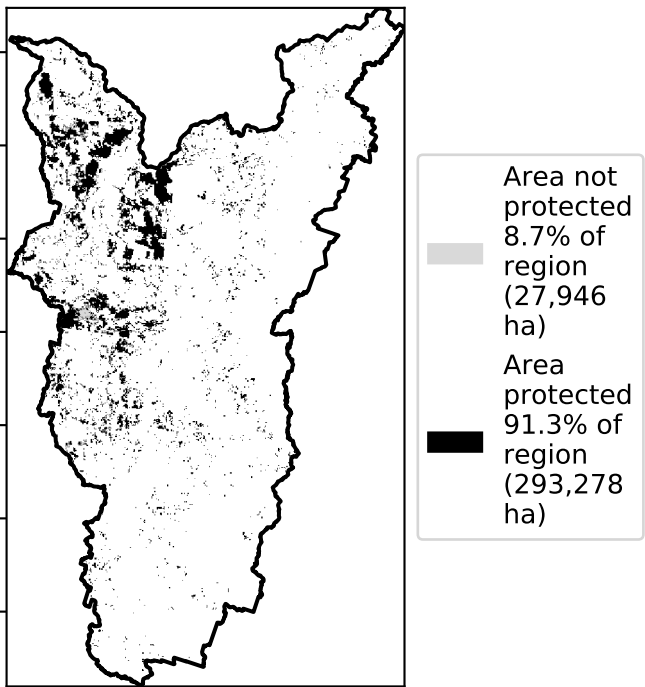 Area not
protected
8.7% of
region
(27,946
ha)
Area
protected
91.3% of
region
(293,278
ha)